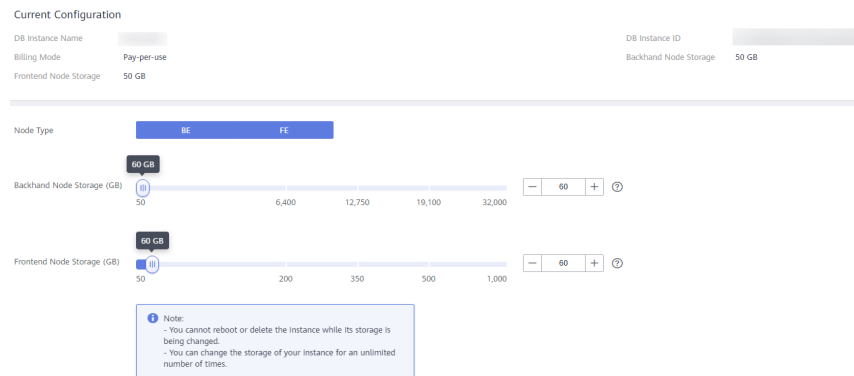 Current Configuration
DB Instance Name
DB Instance ID
Billing Mode Pay-per-use
Backhand Node Storage 50 GB
Frontend Node Storage 50 GB
Node Type BE FE
60 GB
Backhand Node Storage (GB) — 60 + ?
50 6,400 12,750 19,100 32,000
60 GB
Frontend Node Storage (GB) — 60 + ?
50 200 350 500 1,000
Note:
- You cannot reboot or delete the instance while its storage is
being changed.
- You can change the storage of your instance for an unlimited
number of times.